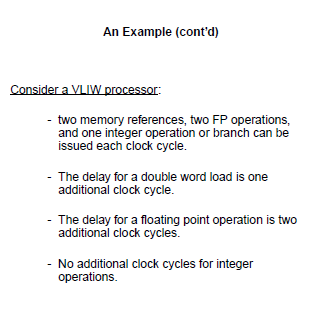 An Example (cont'd)
Consider a VLIW processor:
- two memory references, two FP operations,
and one integer operation or branch can be
issued each clock cycle.
- The delay for a double word load is one
additional clock cycle.
- The delay for a floating point operation is two
additional clock cycles.
- No additional clock cycles for integer
operations.